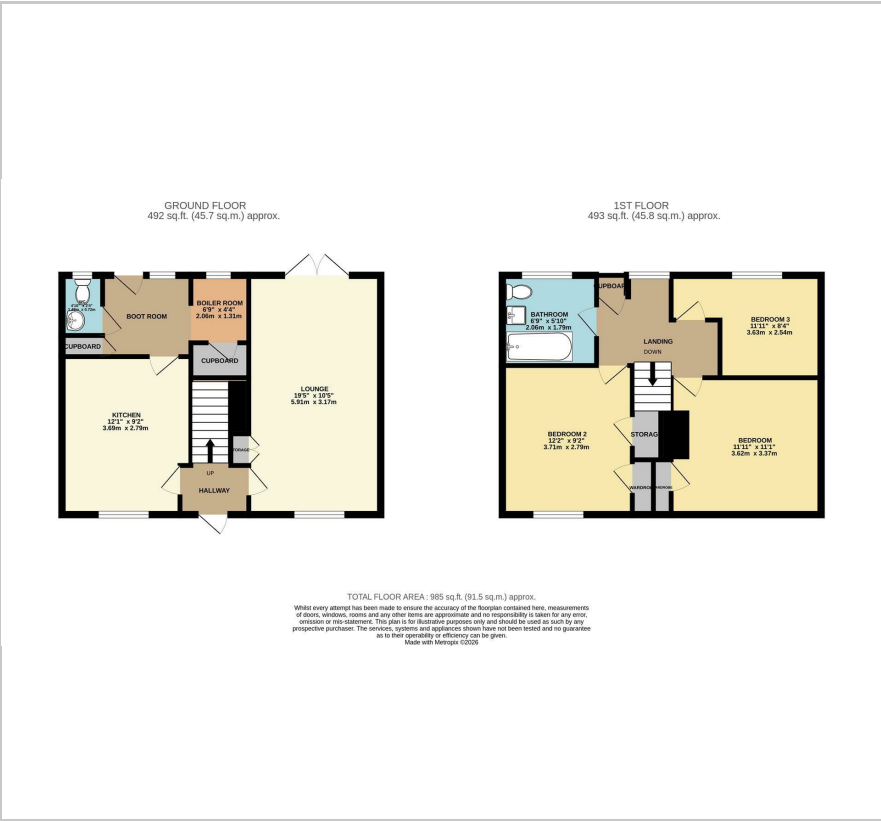 GROUND FLOOR
492 sq.ft. (45.7 sq.m.) approx.
BOOT ROOM
BOILER ROOM
6'9" x 4'4"
2.06m x 1.31m
CUPBOARD
CUPBOARD
KITCHEN
12'1" x 9'2"
3.69m x 2.79m
LOUNGE
19'5" x 10'5"
5.91m x 3.17m
STORAGE
UP
HALLWAY
1ST FLOOR
493 sq.ft. (45.8 sq.m.) approx.
CUPBOARD
BATHROOM
6'9" x 5'10"
2.06m x 1.79m
BEDROOM 3
11'11" x 8'4"
3.63m x 2.54m
LANDING
DOWN
BEDROOM 2
12'2" x 9'2"
3.71m x 2.79m
STORAGE
BEDROOM
11'11" x 11'1"
3.62m x 3.37m
WARDROBE
WARDROBE
TOTAL FLOOR AREA : 985 sq.ft. (91.5 sq.m.) approx.
Whilst every attempt has been made to ensure the accuracy of the floorplan contained here, measurements
of doors, windows, rooms and any other items are approximate and no responsibility is taken for any error,
omission or mis-statement. This plan is for illustrative purposes only and should be used as such by any
prospective purchaser. The services, systems and appliances shown have not been tested and no guarantee
as to their operability or efficiency can be given.
Made with Metropix ©2026